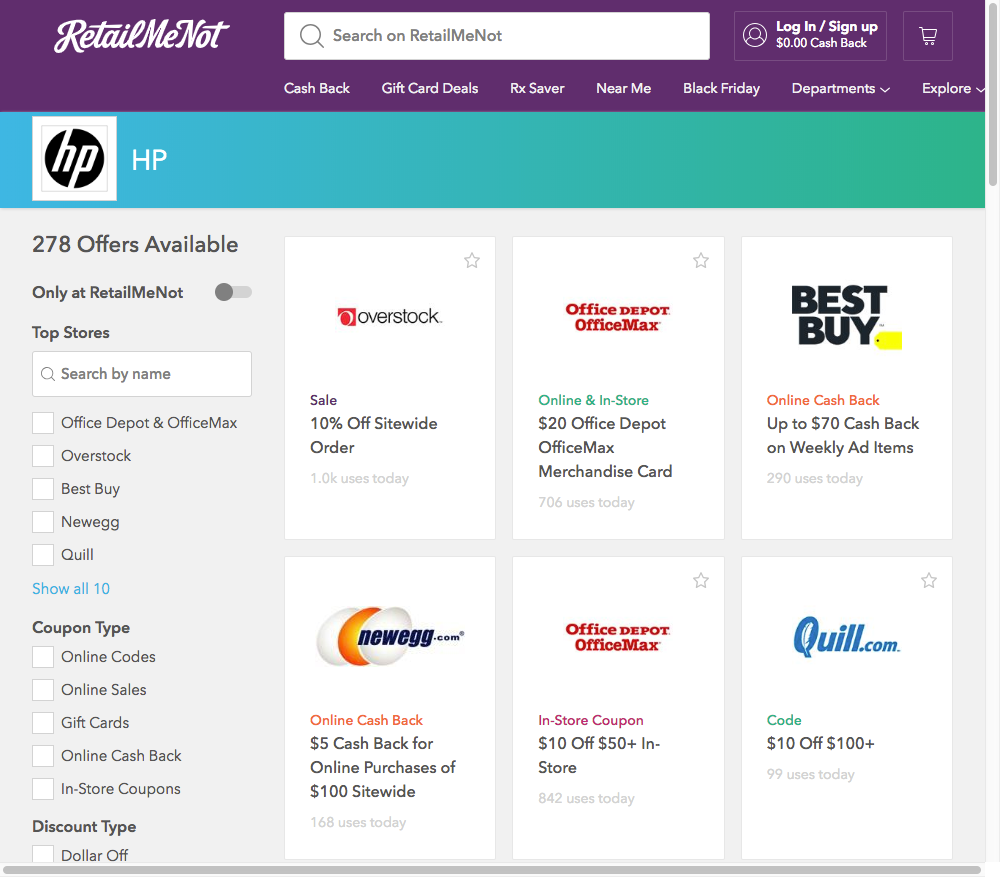 RetailMeNot
Search on RetailMeNot
Log In / Sign up
$0.00 Cash Back
Cash Back
Gift Card Deals
Rx Saver
Near Me
Black Friday
Departments
Explore
hp
HP
278 Offers Available
Only at RetailMeNot
Top Stores
Search by name
Office Depot & OfficeMax
Overstock
Best Buy
Newegg
Quill
Show all 10
Coupon Type
Online Codes
Online Sales
Gift Cards
Online Cash Back
In-Store Coupons
Discount Type
Dollar Off
overstock.
Sale
10% Off Sitewide
Order
1.0k uses today
Office DEPOT
OfficeMax
Online & In-Store
$20 Office Depot
OfficeMax
Merchandise Card
706 uses today
BEST
BUY
Online Cash Back
Up to $70 Cash Back
on Weekly Ad Items
290 uses today
newegg.com
Online Cash Back
$5 Cash Back for
Online Purchases of
$100 Sitewide
168 uses today
Office DEPOT
OfficeMax
In-Store Coupon
$10 Off $50+ In-
Store
842 uses today
Quill.com
Code
$10 Off $100+
99 uses today